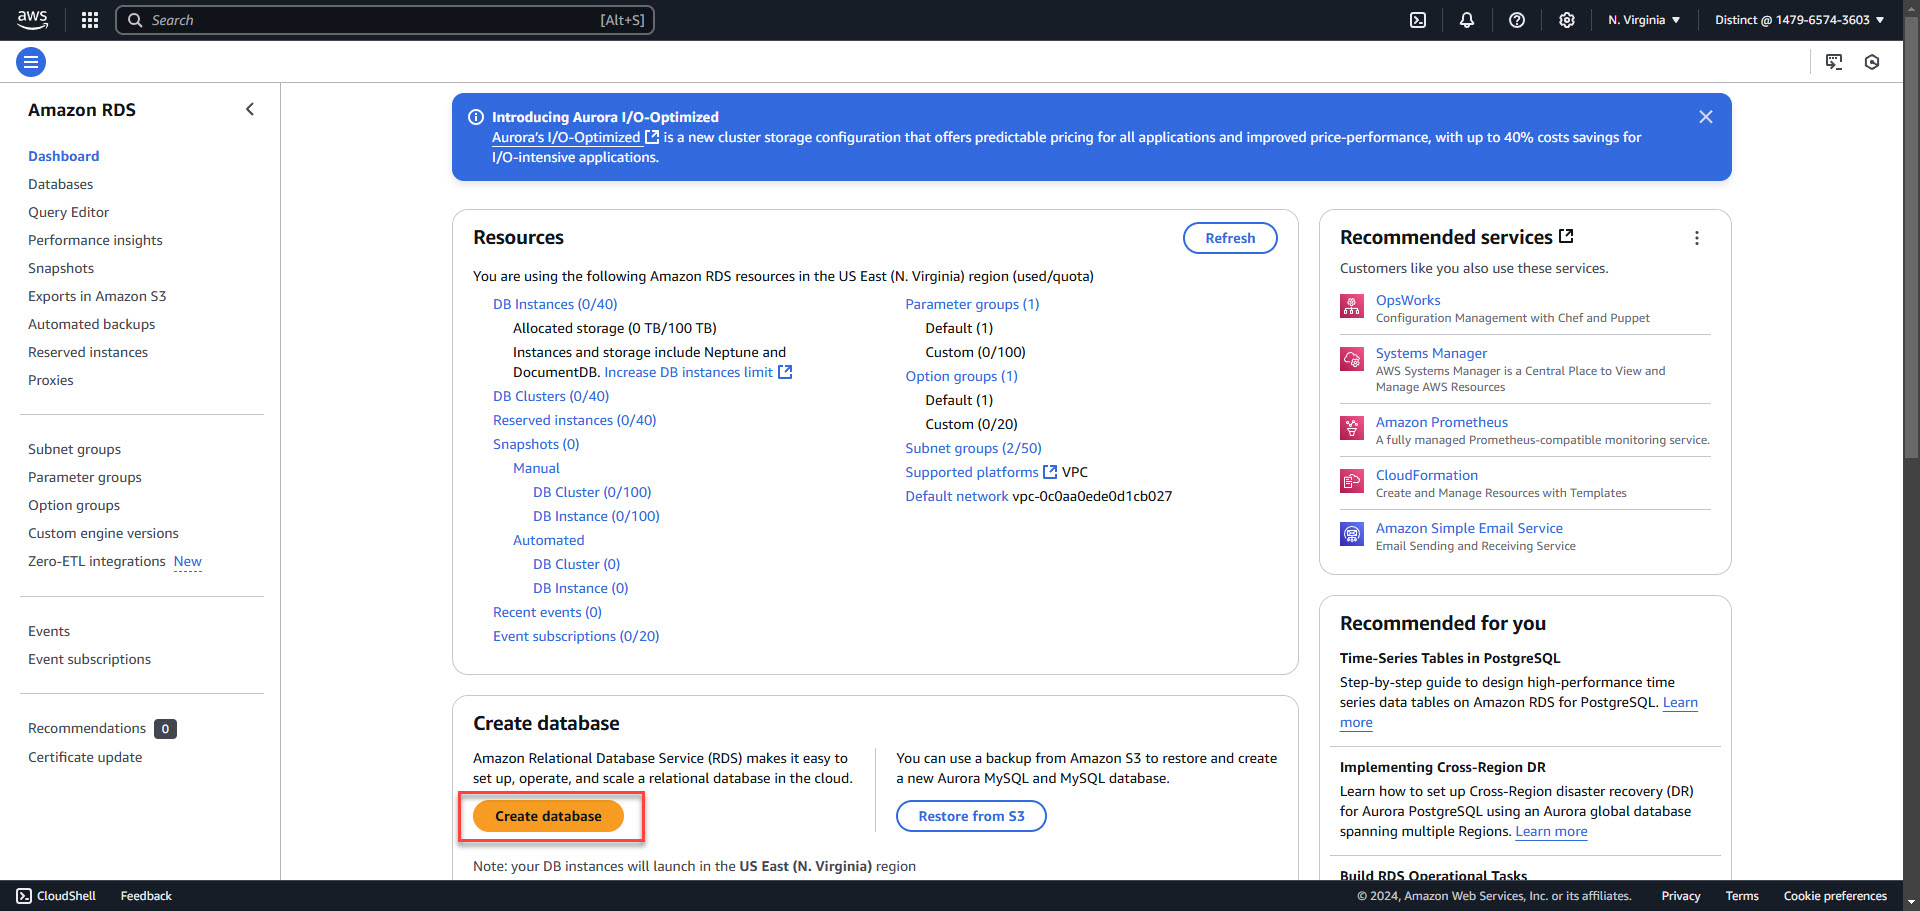 aws
Search
[Alt+S]
N. Virginia
Distinct @ 1479-6574-3603
Amazon RDS
Dashboard
Databases
Query Editor
Performance insights
Snapshots
Exports in Amazon S3
Automated backups
Reserved instances
Proxies
Subnet groups
Parameter groups
Option groups
Custom engine versions
Zero-ETL integrations New
Events
Event subscriptions
Recommendations 0
Certificate update
Introducing Aurora I/O-Optimized
Aurora's I/O-Optimized is a new cluster storage configuration that offers predictable pricing for all applications and improved price-performance, with up to 40% costs savings for
I/O-intensive applications.
Resources
Refresh
You are using the following Amazon RDS resources in the US East (N. Virginia) region (used/quota)
DB Instances (0/40)
Allocated storage (0 TB/100 TB)
Instances and storage include Neptune and
DocumentDB. Increase DB instances limit
DB Clusters (0/40)
Reserved instances (0/40)
Snapshots (0)
Manual
DB Cluster (0/100)
DB Instance (0/100)
Automated
DB Cluster (0)
DB Instance (0)
Recent events (0)
Event subscriptions (0/20)
Parameter groups (1)
Default (1)
Custom (0/100)
Option groups (1)
Default (1)
Custom (0/20)
Subnet groups (2/50)
Supported platforms VPC
Default network vpc-0c0aa0ede0d1cb027
Create database
Amazon Relational Database Service (RDS) makes it easy to
set up, operate, and scale a relational database in the cloud.
Create database
You can use a backup from Amazon S3 to restore and create
a new Aurora MySQL and MySQL database.
Restore from S3
Note: your DB instances will launch in the US East (N. Virginia) region
Recommended services
Customers like you also use these services.
OpsWorks
Configuration Management with Chef and Puppet
Systems Manager
AWS Systems Manager is a Central Place to View and
Manage AWS Resources
Amazon Prometheus
A fully managed Prometheus-compatible monitoring service.
CloudFormation
Create and Manage Resources with Templates
Amazon Simple Email Service
Email Sending and Receiving Service
Recommended for you
Time-Series Tables in PostgreSQL
Step-by-step guide to design high-performance time
series data tables on Amazon RDS for PostgreSQL. Learn
more
Implementing Cross-Region DR
Learn how to set up Cross-Region disaster recovery (DR)
for Aurora PostgreSQL using an Aurora global database
spanning multiple Regions. Learn more
Build RDS Operational Tasks
CloudShell
Feedback
© 2024, Amazon Web Services, Inc. or its affiliates.
Privacy
Terms
Cookie preferences